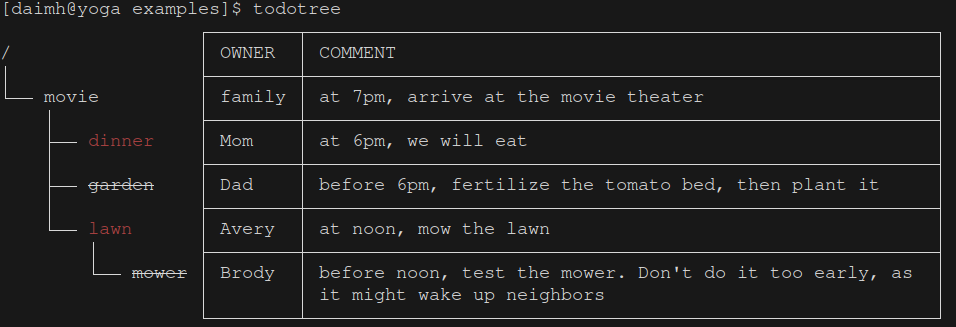 [daimh@yoga examples]$ todotree
/ OWNER COMMENT
movie family at 7pm, arrive at the movie theater
dinner Mom at 6pm, we will eat
garden Dad before 6pm, fertilize the tomato bed, then plant it
lawn Avery at noon, mow the lawn
mower Brody before noon, test the mower. Don't do it too early, as
it might wake up neighbors